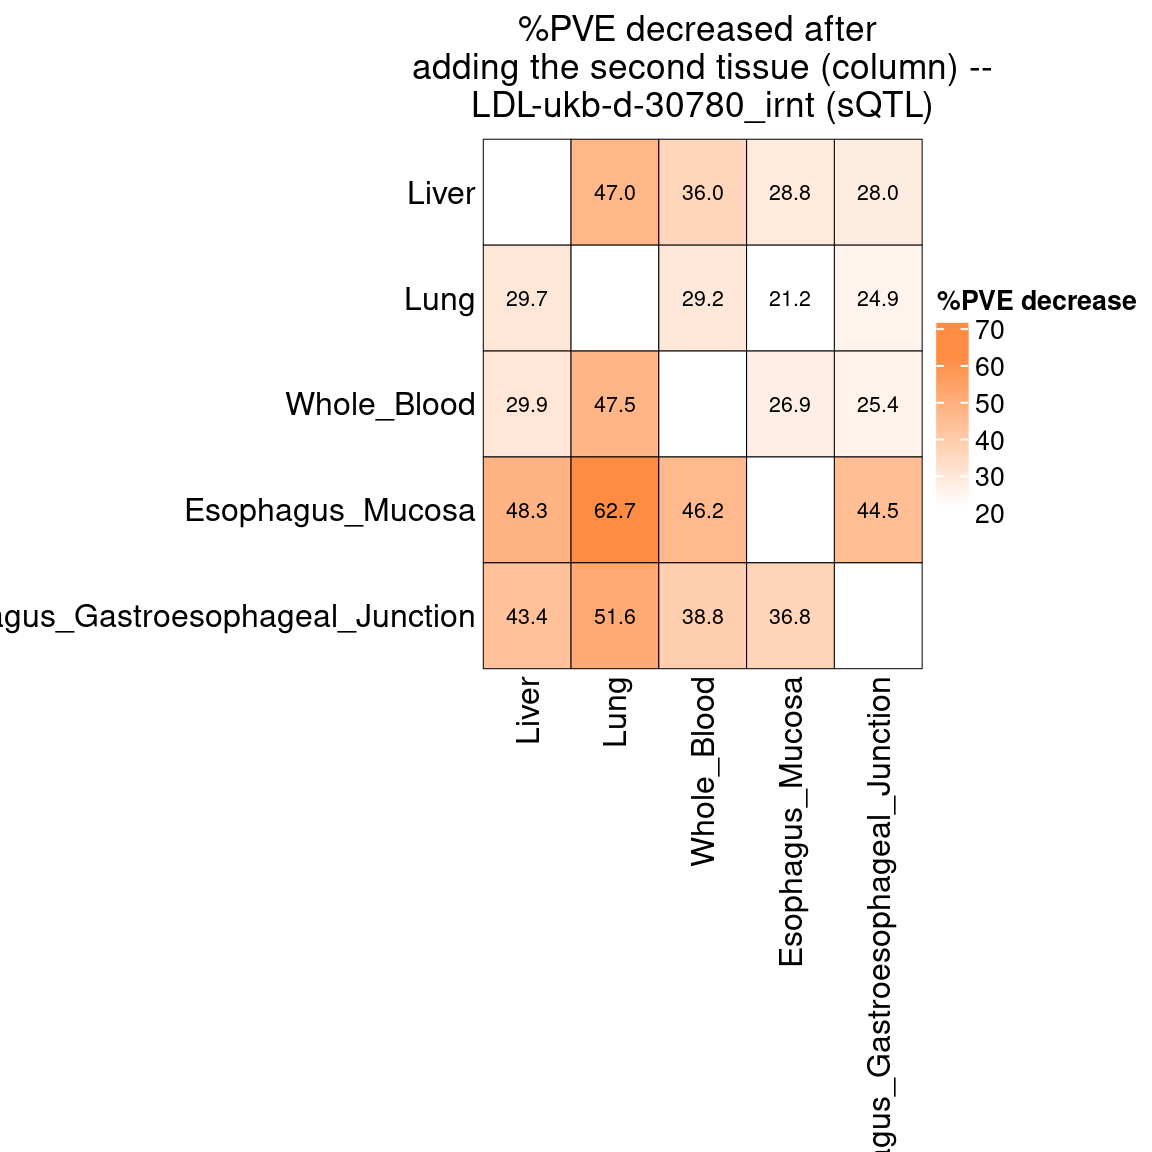 %PVE decreased after
adding the second tissue (column) --
LDL-ukb-d-30780_irnt (sQTL)
Liver 47.0 36.0 28.8 28.0
Lung 29.7 29.2 21.2 24.9
Whole_Blood 29.9 47.5 26.9 25.4
Esophagus_Mucosa 48.3 62.7 46.2 44.5
agus_Gastroesophageal_Junction 43.4 51.6 38.8 36.8
%PVE decrease
70
60
50
40
30
20
Liver
Lung
Whole_Blood
Esophagus_Mucosa
agus_Gastroesophageal_Junction